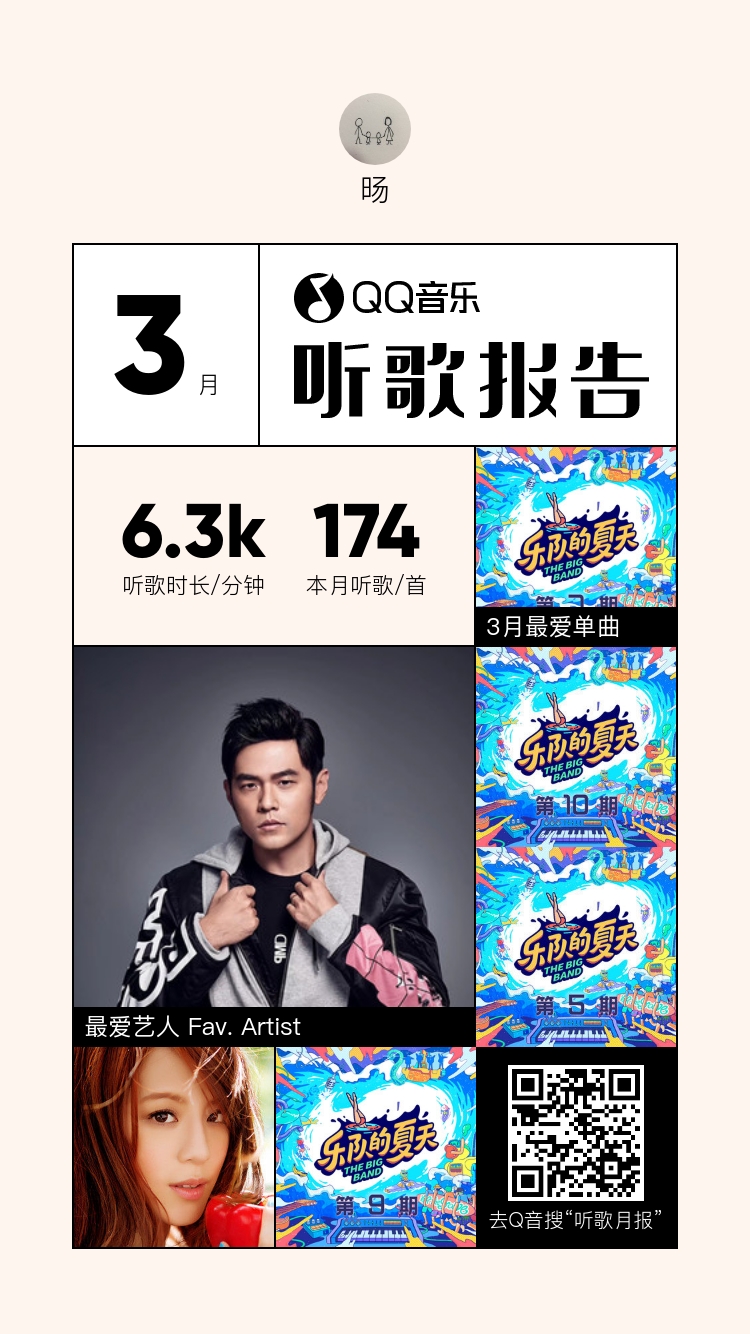 旸
3月
QQ音乐
听歌报告
6.3k
174
听歌时长/分钟
本月听歌/首
乐队的夏天
THE BIG
BAND
3月最爱单曲
乐队的夏天
THE BIG
BAND
第 10 期
乐队的夏天
THE BIG
BAND
第 5 期
最爱艺人 Fav. Artist
乐队的夏天
THE BIG
BAND
第 9 期
去Q音搜“听歌月报”